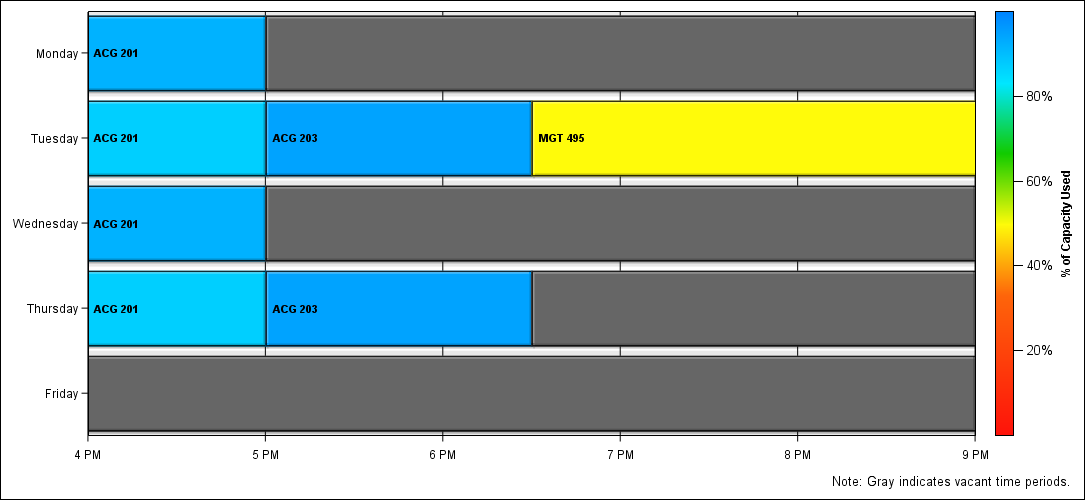 Monday
ACG 201
Tuesday
ACG 201
ACG 203
MGT 495
Wednesday
ACG 201
Thursday
ACG 201
ACG 203
Friday
4 PM
5 PM
6 PM
7 PM
8 PM
9 PM
80%
60%
40%
20%
% of Capacity Used
Note: Gray indicates vacant time periods.